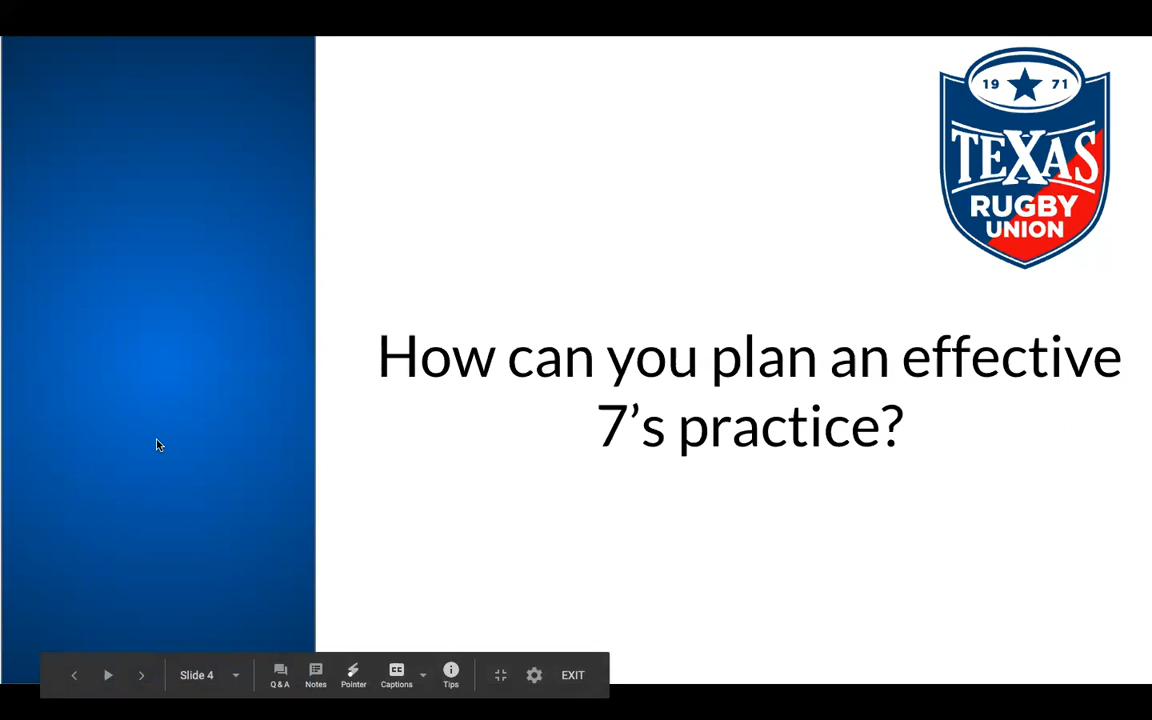 19 71
TEXAS
RUGBY
UNION
How can you plan an effective
7’s practice?
Slide 4
Q & A
Notes
Pointer
CC
Captions
Tips
EXIT